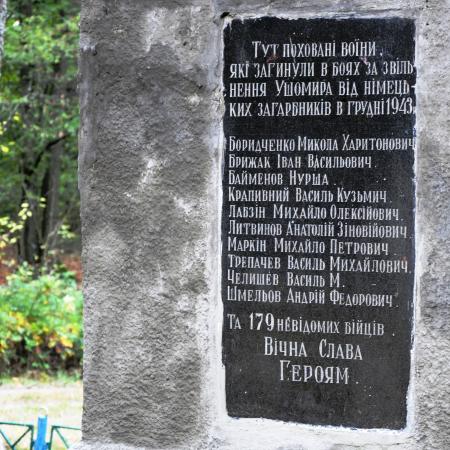 Тут поховані воїни,
які загинули в боях за звіль
нення Ушомира від німець
ких загарбників в грудні 1943.
Боридченко Микола Харитонович
Брижак Іван Васильович.
Байменов Нурша.
Крапивний Василь Кузьмич.
Лавзін Михайло Олексійович.
Литвинов Анатолій Зіновійович
Маркін Михайло Петрович.
Трепачев Василь Михайлович.
Челишев Василь М.
Шмельов Андрій Федорович.
Та 179 невідомих бійців
Вічна Слава
Героям.